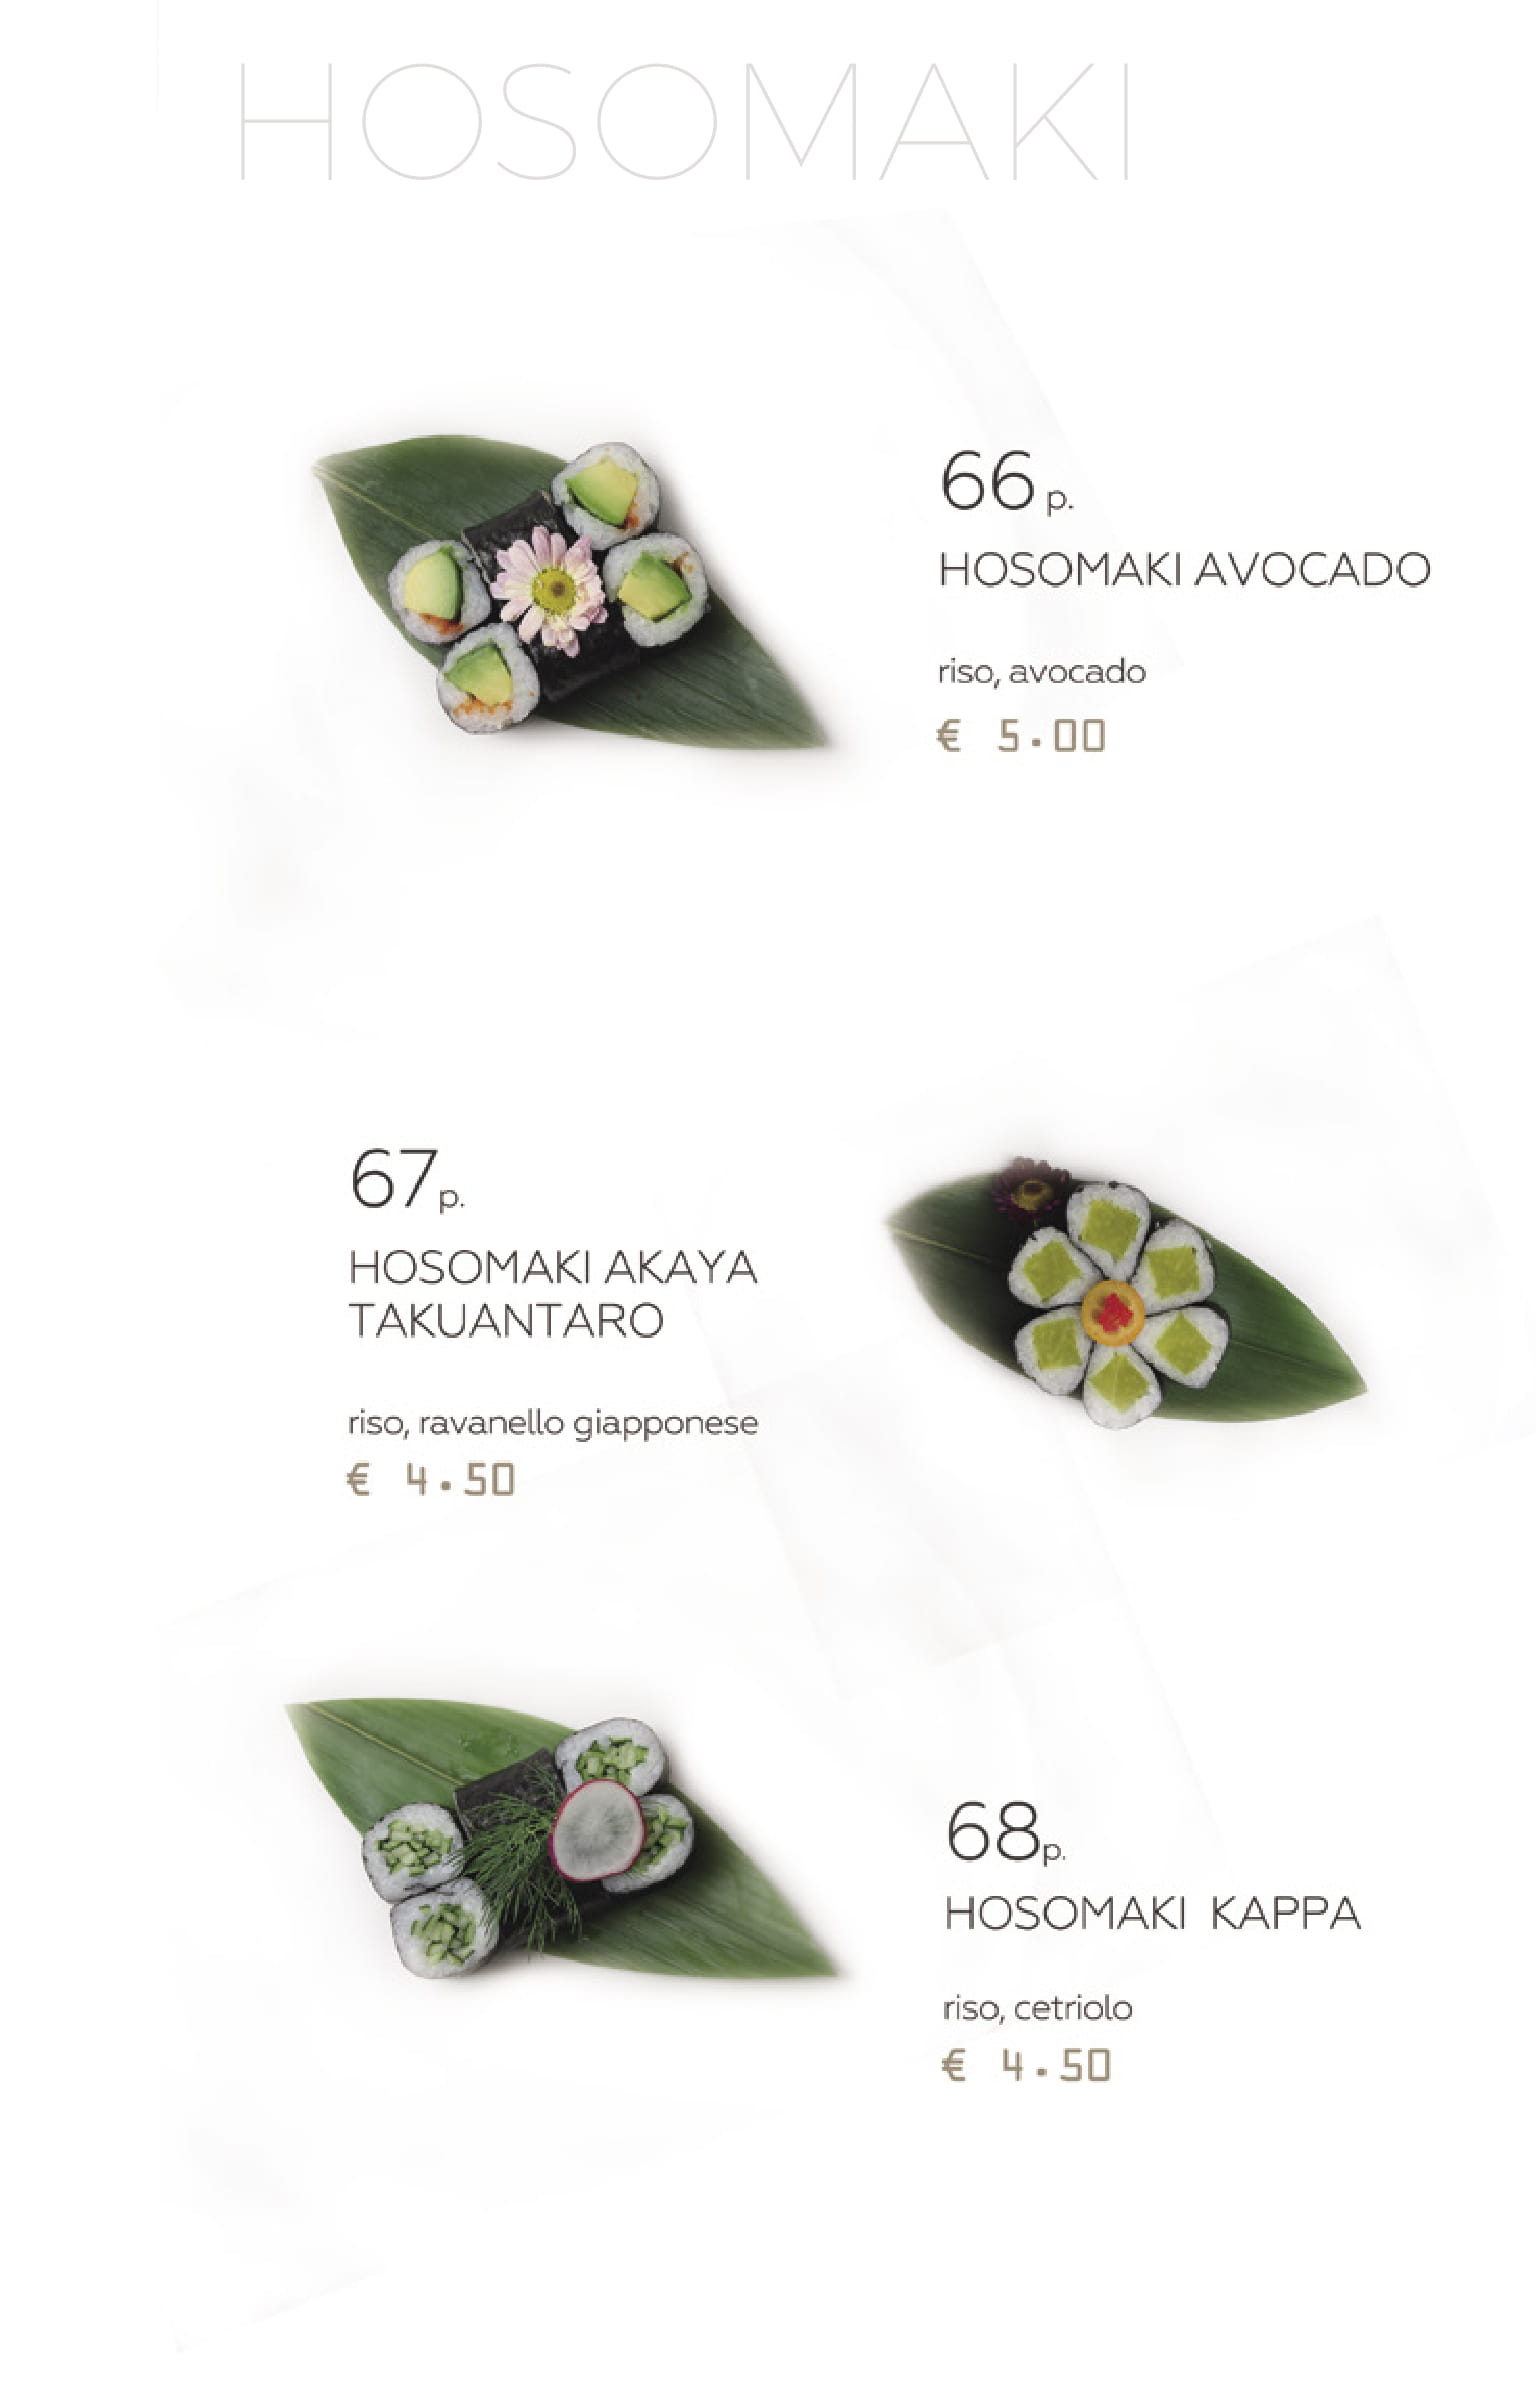 HOSOMAKI
66 p.
HOSOMAKI AVOCADO
riso, avocado
€ 5.00
67 p.
HOSOMAKI AKAYA
TAKUANTARO
riso, ravanello giapponese
€ 4.50
68 p.
HOSOMAKI KAPPA
riso, cetriolo
€ 4.50